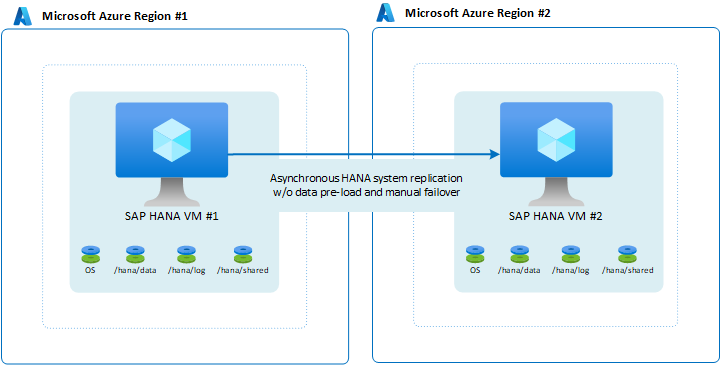 Microsoft Azure Region #1
Microsoft Azure Region #2
Asynchronous HANA system replication
w/o data pre-load and manual failover
SAP HANA VM #1
SAP HANA VM #2
OS
/hana/data
/hana/log
/hana/shared
OS
/hana/data
/hana/log
/hana/shared